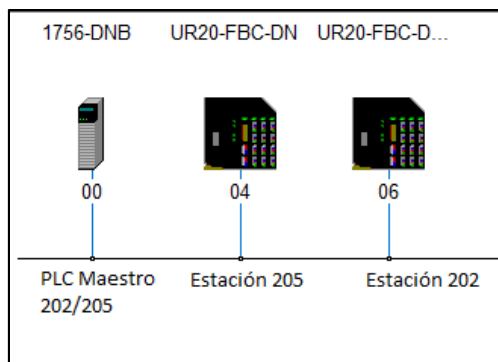 1756-DNB UR20-FBC-DN UR20-FBC-D...
00 04 06
PLC Maestro Estación 205 Estación 202
202/205